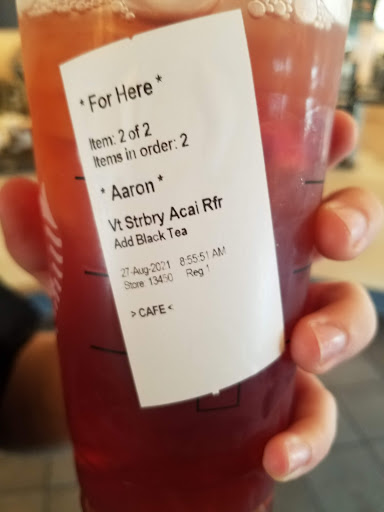 * For Here *
Item: 2 of 2
Items in order: 2
* Aaron *
Vt Strbry Acai Rfr
Add Black Tea
27-Aug-2021 8:55:51 AM
Store 13450 Reg 1
> CAFE <